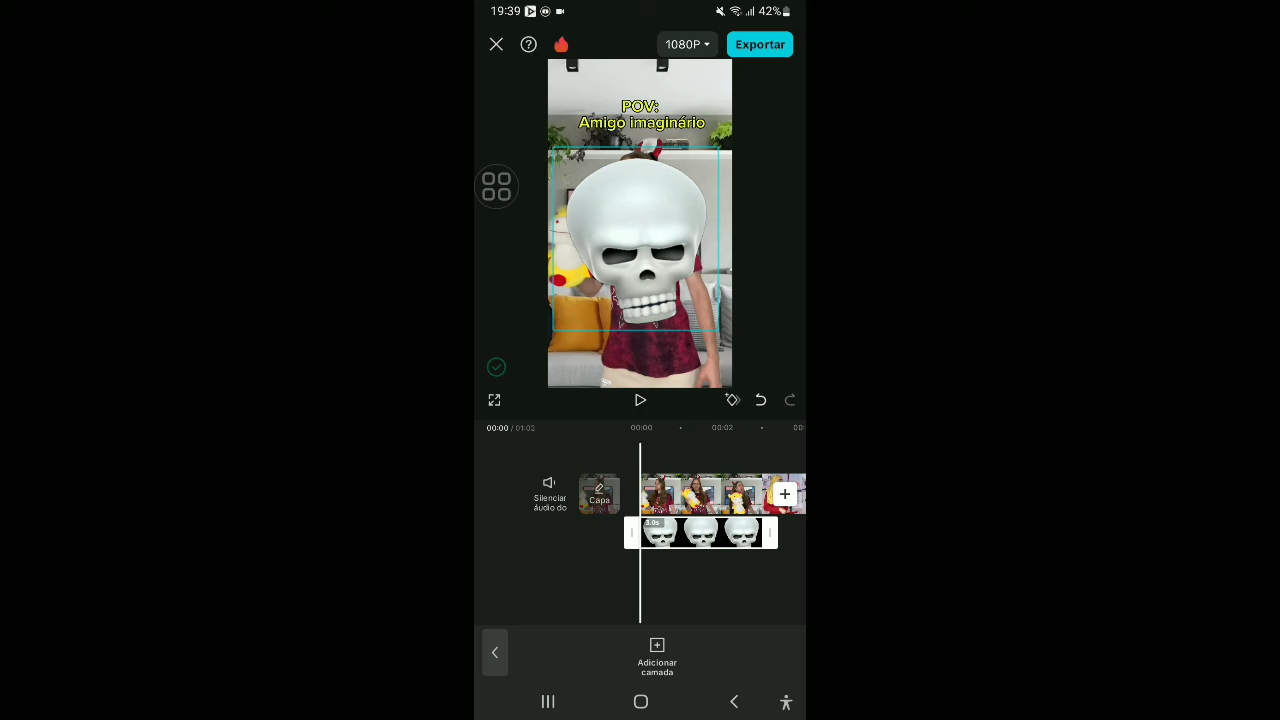 19:39
42%
1080P
Exportar
POV:
Amigo imaginário
00:00 / 01:02
00:00
00:02
00:
Silenciar
áudio do
Capa
3.0s
Adicionar
camada